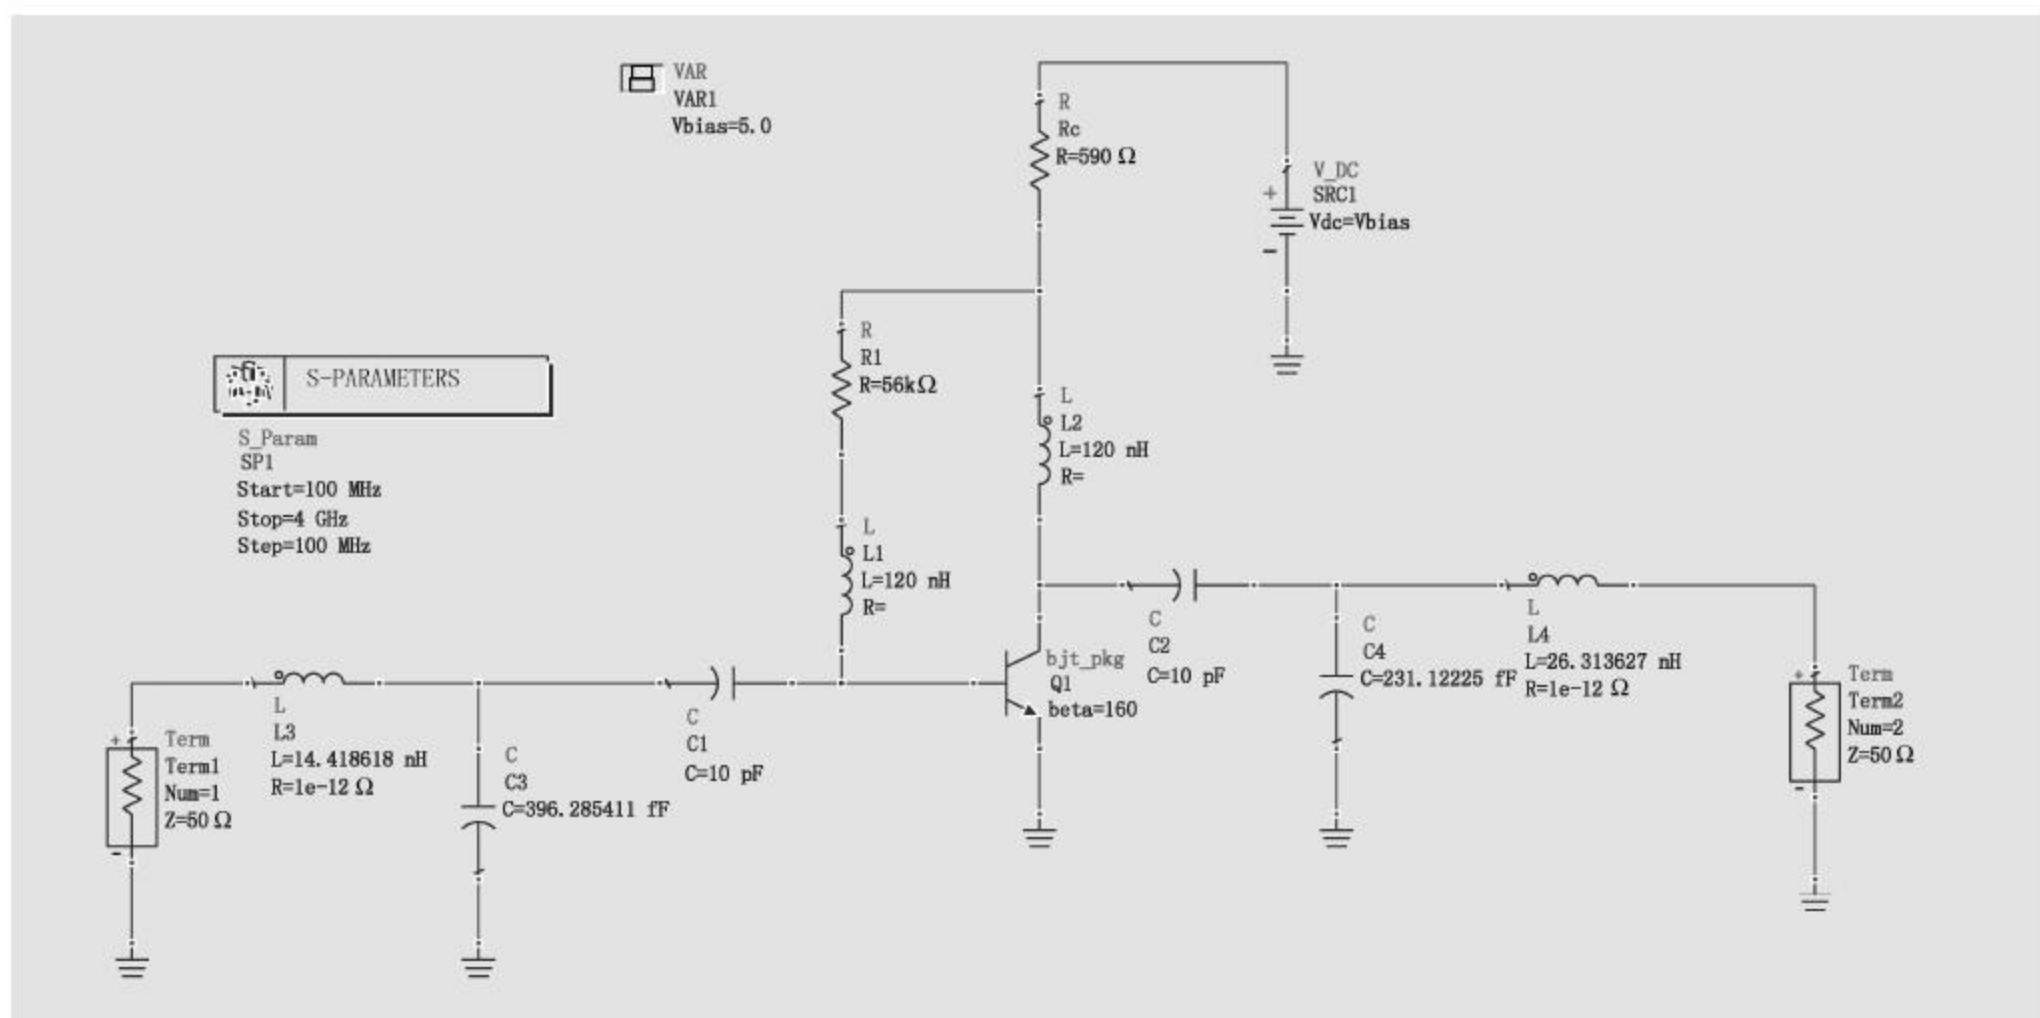 VAR
VAR1
Vbias=5.0
R
Rc
R=590 Ω
V_DC
SRC1
Vdc=Vbias
+
-
R
R1
R=56kΩ
S-PARAMETERS
S_Param
SP1
Start=100 MHz
Stop=4 GHz
Step=100 MHz
L
L2
L=120 nH
R=
L
L1
L=120 nH
R=
L
L3
L=14.418618 nH
R=1e-12 Ω
C
C3
C=396.285411 fF
C
C1
C=10 pF
bjt_pkg
Q1
beta=160
C
C2
C=10 pF
C
C4
C=231.12225 fF
L
L4
L=26.313627 nH
R=1e-12 Ω
+
Term
Term1
Num=1
Z=50 Ω
-
+
Term
Term2
Num=2
Z=50 Ω
-